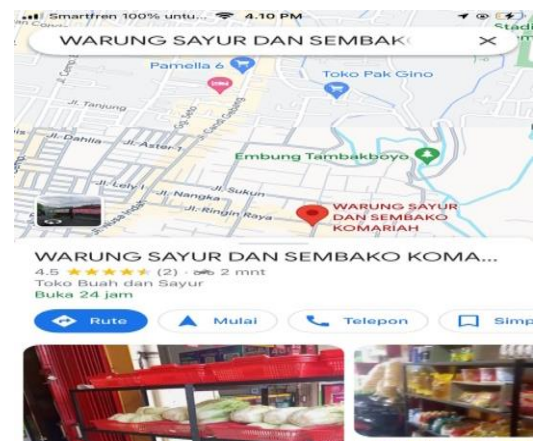 Smartfren 100% untu... 4.10 PM
WARUNG SAYUR DAN SEMBAK
Pamella 6
Toko Pak Gino
Jl. Tanjung
Jl. Dahlia
Jl. Aster 1
Embung Tambakboyo
Jl. Lely I
Jl. Nangka
Jl. Sukun
Jl. Ringin Raya
WARUNG SAYUR
DAN SEMBAKO
KOMARIAH
WARUNG SAYUR DAN SEMBAKO KOMA...
4.5 (2) · 2 mnt
Toko Buah dan Sayur
Buka 24 jam
Rute
Mulai
Telepon
Simp